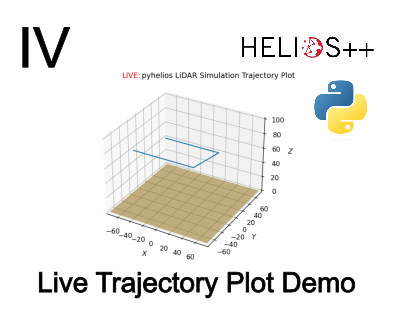 IV
HELIOS++
LIVE: pyhelios LiDAR Simulation Trajectory Plot
100
80
60
40
20
0
Z
−60 −40 −20 0 20 40 60
X
−60 −40 −20 0 20 40 60
Y
Live Trajectory Plot Demo